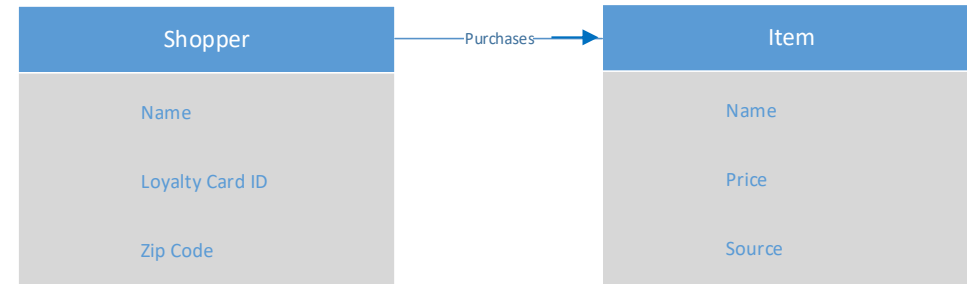 Shopper
Purchases
Item
Name
Loyalty Card ID
Zip Code
Name
Price
Source